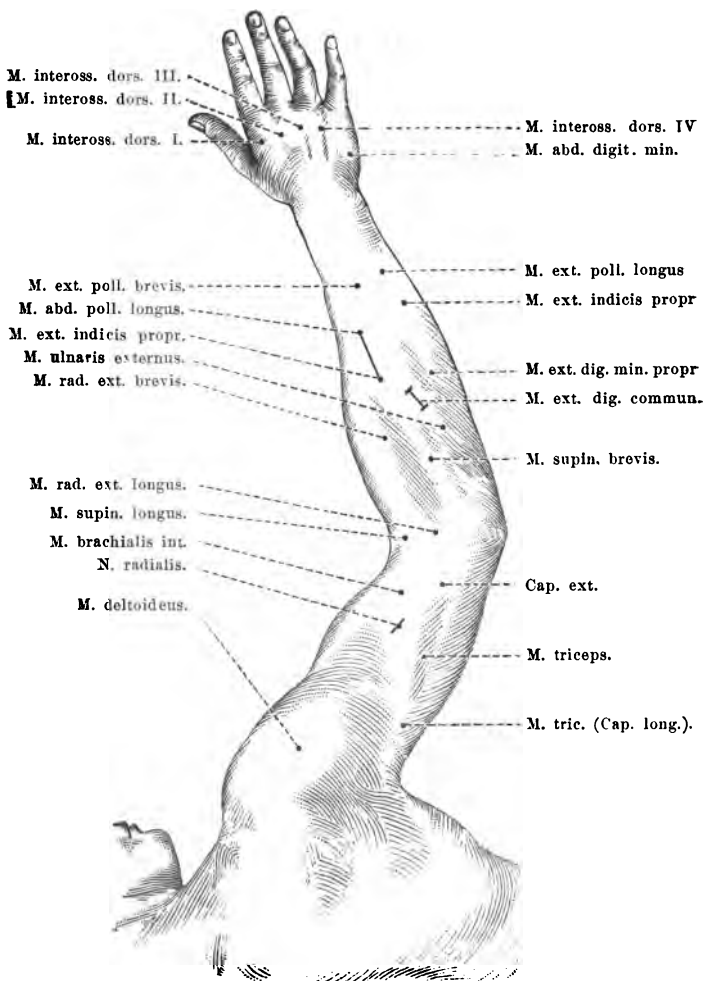 M. inteross. dors. III.
M. inteross. dors. II.
M. inteross. dors. I.
M. ext. poll. brevis.
M. abd. poll. longus.
M. ext. indicis propr.
M. ulnaris externus.
M. rad. ext. brevis.
M. rad. ext. longus.
M. supin. longus.
M. brachialis int.
N. radialis.
M. deltoideus.
M. inteross. dors. IV
M. abd. digit. min.
M. ext. poll. longus
M. ext. indicis propr
M. ext. dig. min. propr
M. ext. dig. commun.
M. supin. brevis.
Cap. ext.
M. triceps.
M. tric. (Cap. long.).